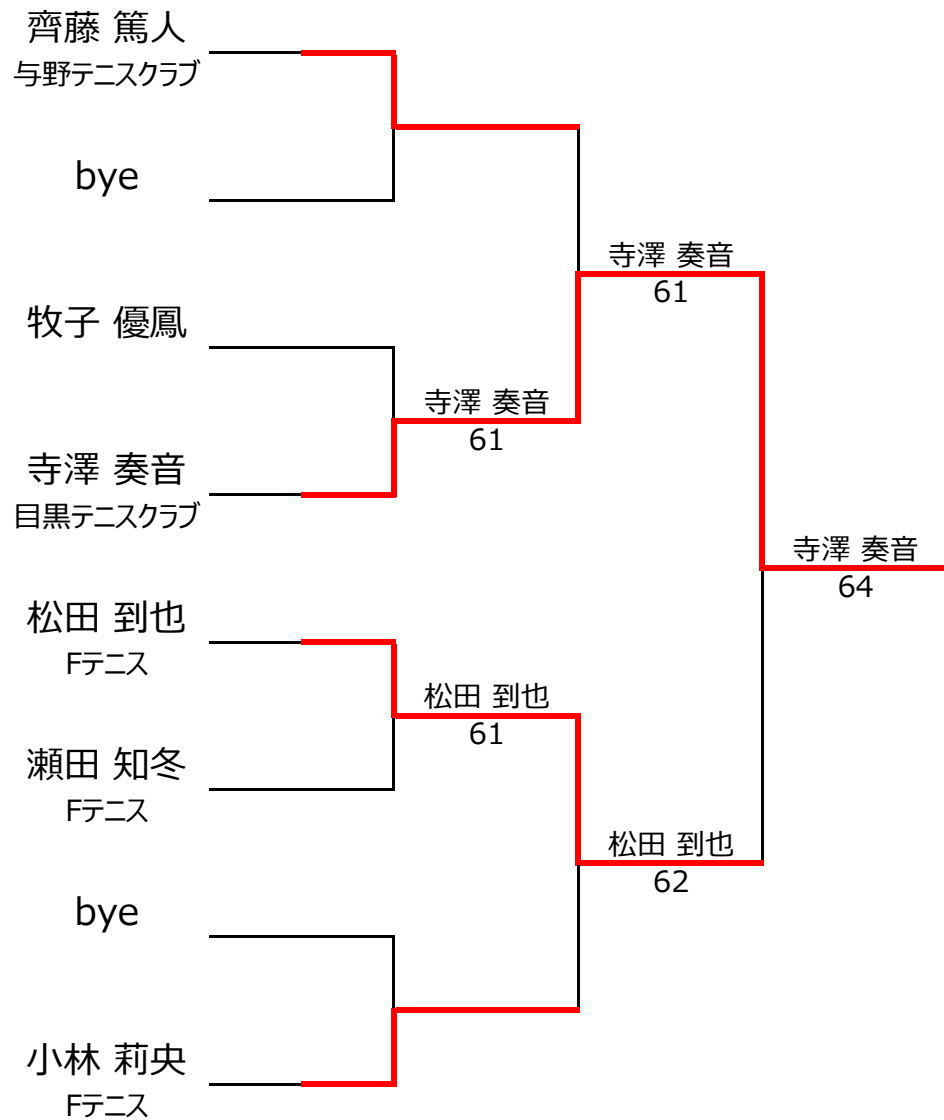 齊藤 篤人
与野テニスクラブ
bye
牧子 優鳳
寺澤 奏音
目黒テニスクラブ
松田 到也
Fテニス
瀬田 知冬
Fテニス
bye
小林 莉央
Fテニス
寺澤 奏音
61
松田 到也
61
寺澤 奏音
61
松田 到也
62
寺澤 奏音
64